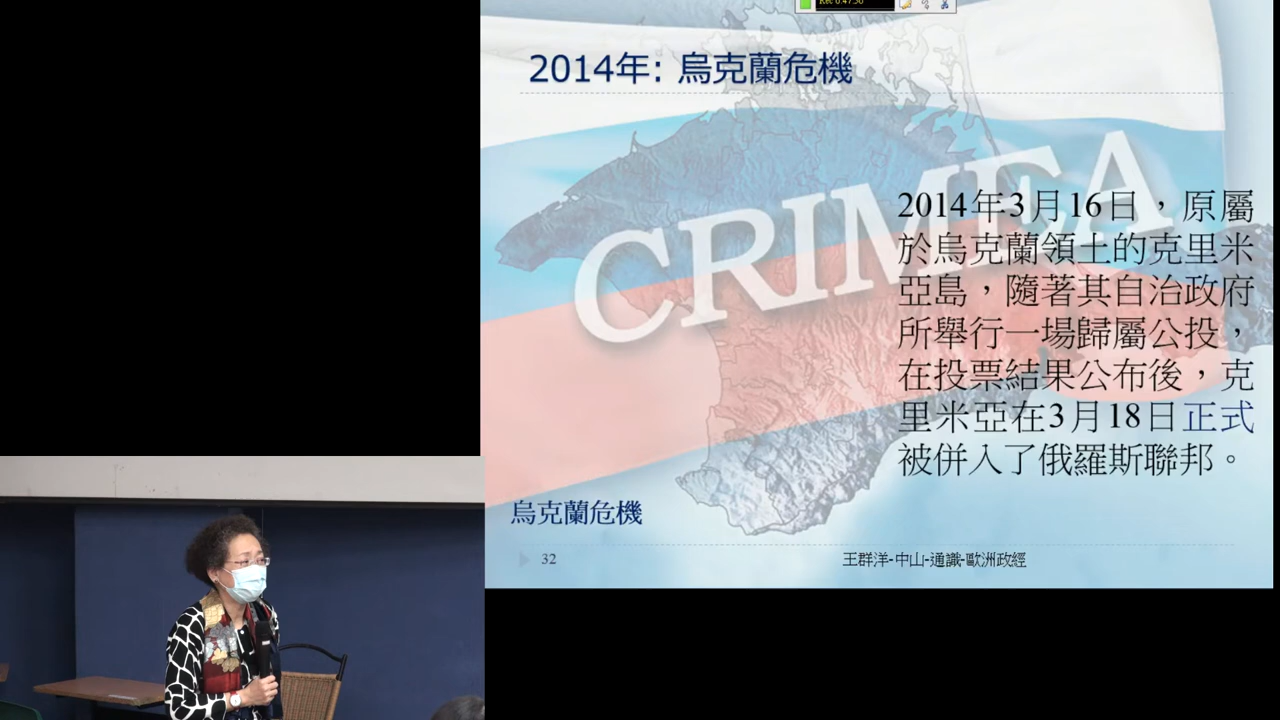 2014年: 烏克蘭危機
CRIMEA
2014年3月16日，原屬
於烏克蘭領土的克里米
亞島，隨著其自治政府
所舉行一場歸屬公投，
在投票結果公布後，克
里米亞在3月18日正式
被併入了俄羅斯聯邦。
烏克蘭危機
32
王群洋-中山-通識-歐洲政經